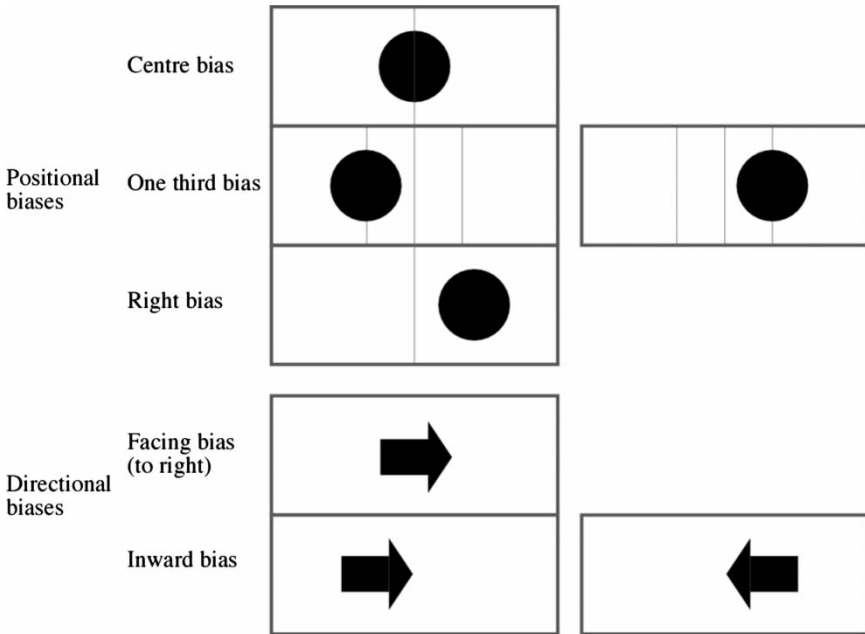 Centre bias
Positional
biases
One third bias
Right bias
Facing bias
(to right)
Directional
biases
Inward bias